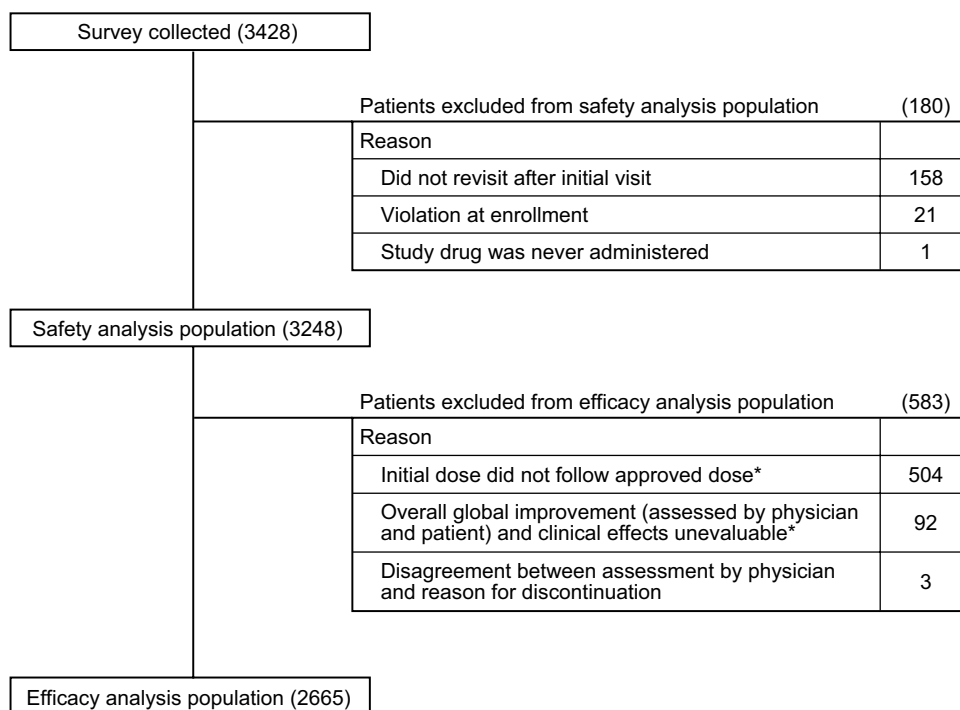 Survey collected (3428)
Patients excluded from safety analysis population (180)
Reason
Did not revisit after initial visit 158
Violation at enrollment 21
Study drug was never administered 1
Safety analysis population (3248)
Patients excluded from efficacy analysis population (583)
Reason
Initial dose did not follow approved dose* 504
Overall global improvement (assessed by physician
and patient) and clinical effects unevaluable* 92
Disagreement between assessment by physician
and reason for discontinuation 3
Efficacy analysis population (2665)